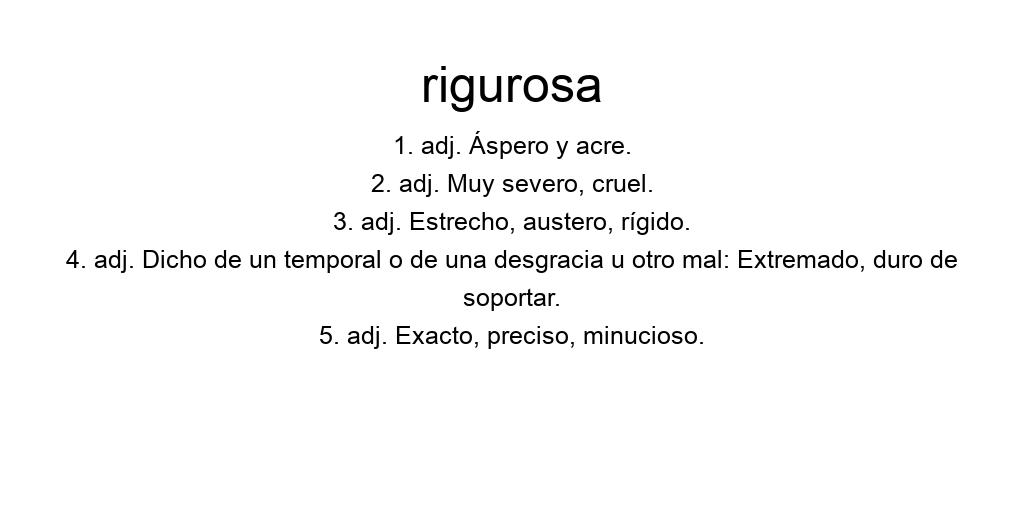 rigurosa
1. adj. Áspero y acre.
2. adj. Muy severo, cruel.
3. adj. Estrecho, austero, rígido.
4. adj. Dicho de un temporal o de una desgracia u otro mal: Extremado, duro de
soportar.
5. adj. Exacto, preciso, minucioso.